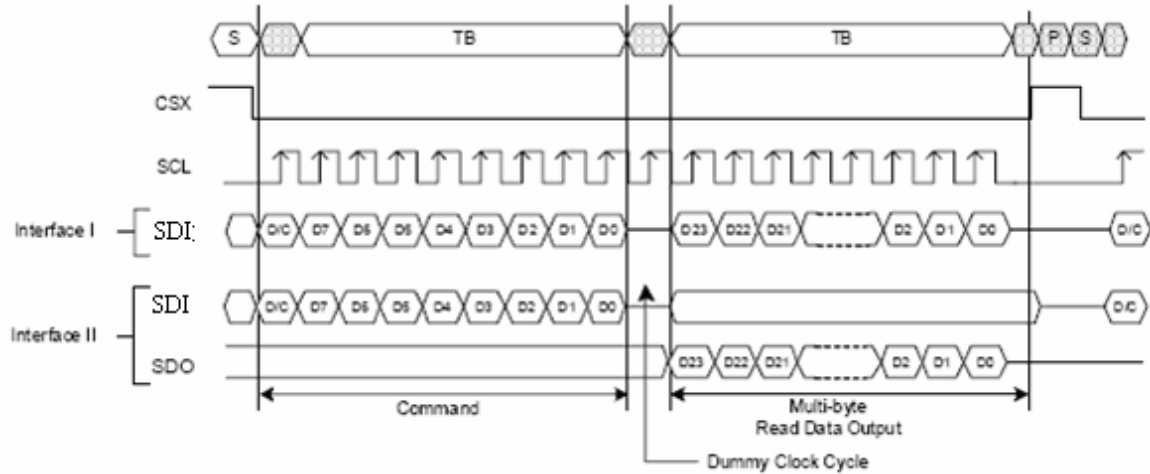 S TB TB P S
CSX
SCL
Interface I SDI D/C D7 D6 D5 D4 D3 D2 D1 D0 D23 D22 D21 D2 D1 D0 D/C
SDI D/C D7 D6 D5 D4 D3 D2 D1 D0 D/C
Interface II
SDO D23 D22 D21 D2 D1 D0
Command
Multi-byte
Read Data Output
Dummy Clock Cycle